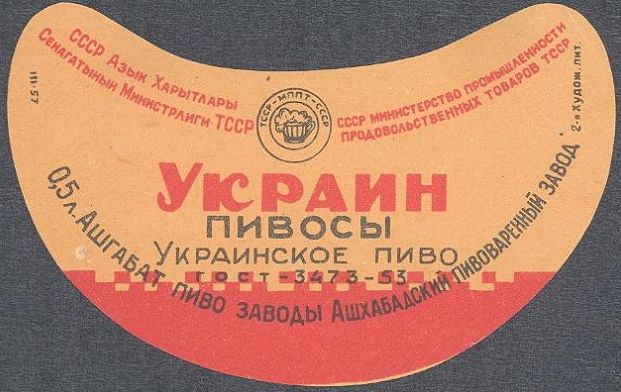 СССР Азык Харытлары
Сенагатынын Министрлиги ТССР
ТССР-МППТ-СССР
СССР МИНИСТЕРСТВО ПРОМЫШЛЕННОСТИ
ПРОДОВОЛЬСТВЕННЫХ ТОВАРОВ ТССР
УКРАИН
ПИВОСЫ
УКРАИНСКОЕ ПИВО
ГОСТ-3473-53
0,5 л. Ашгабат пиво заводы Ашхабадский пивоваренный завод
2-я Худож. лит.